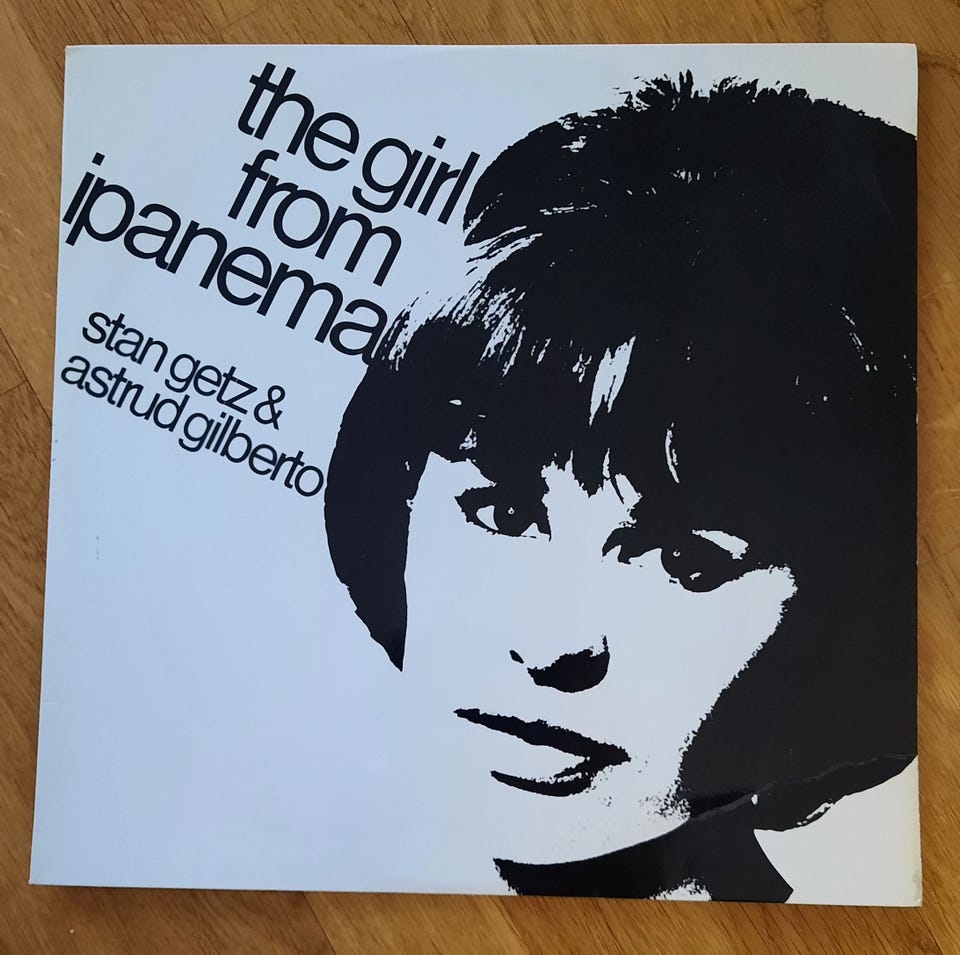 the girl
from
ipanema
stan getz &
astrud gilberto